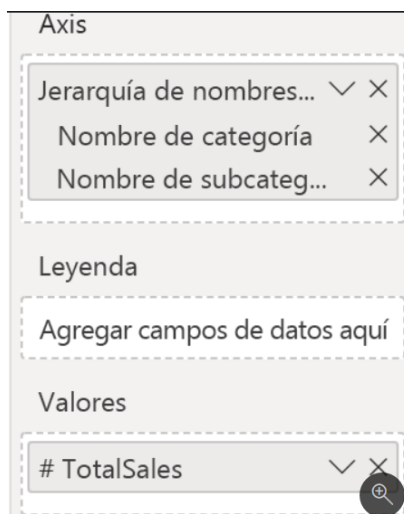 Axis
Jerarquía de nombres...
Nombre de categoría
Nombre de subcateg...
Leyenda
Agregar campos de datos aquí
Valores
# TotalSales